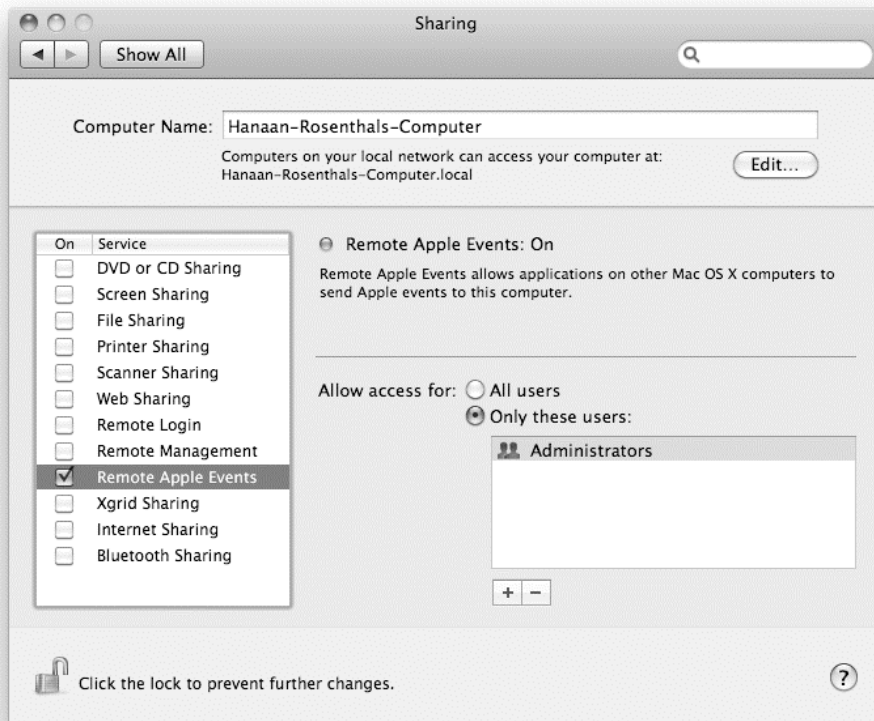 Sharing
Show All
Computer Name: Hanaan-Rosenthals-Computer
Computers on your local network can access your computer at:
Hanaan-Rosenthals-Computer.local
Edit...
On Service
DVD or CD Sharing
Screen Sharing
File Sharing
Printer Sharing
Scanner Sharing
Web Sharing
Remote Login
Remote Management
Remote Apple Events
Xgrid Sharing
Internet Sharing
Bluetooth Sharing
Remote Apple Events: On
Remote Apple Events allows applications on other Mac OS X computers to
send Apple events to this computer.
Allow access for: All users
Only these users:
Administrators
+ −
Click the lock to prevent further changes.
?